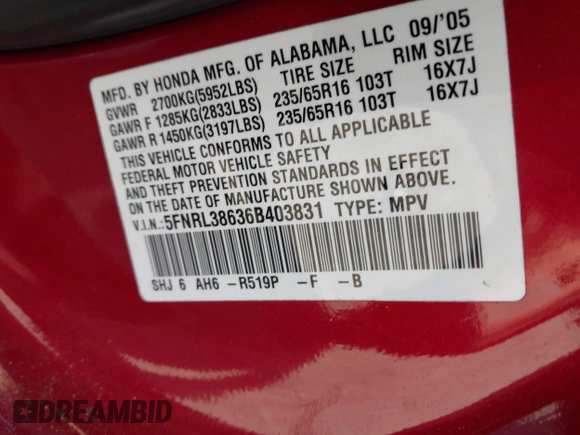 MFD. BY HONDA MFG. OF ALABAMA, LLC 09/'05
GVWR 2700KG(5952LBS) TIRE SIZE RIM SIZE
GAWR F 1285KG(2833LBS) 235/65R16 103T 16X7J
GAWR R 1450KG(3197LBS) 235/65R16 103T 16X7J
THIS VEHICLE CONFORMS TO ALL APPLICABLE
FEDERAL MOTOR VEHICLE SAFETY
AND THEFT PREVENTION STANDARDS IN EFFECT
ON THE DATE OF MANUFACTURE SHOWN ABOVE.
V.I.N.:5FNRL38636B403831 TYPE: MPV
SHJ 6 AH6 -R519P -F -B
DREAMBID